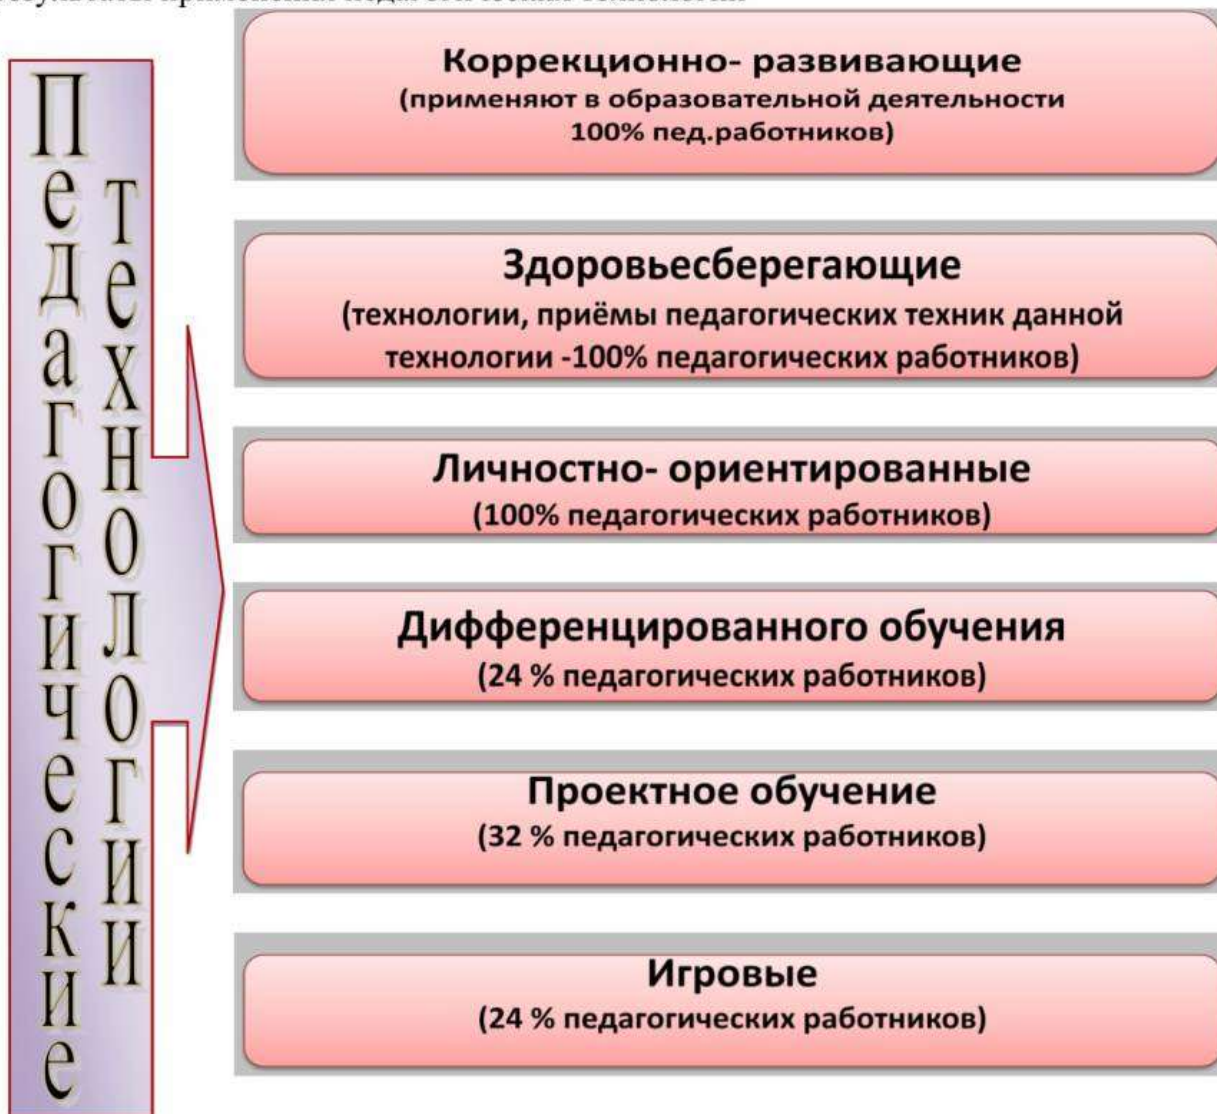 Педагогические
технологии
Коррекционно- развивающие
(применяют в образовательной деятельности
100% пед.работников)
Здоровьесберегающие
(технологии, приёмы педагогических техник данной
технологии -100% педагогических работников)
Личностно- ориентированные
(100% педагогических работников)
Дифференцированного обучения
(24 % педагогических работников)
Проектное обучение
(32 % педагогических работников)
Игровые
(24 % педагогических работников)